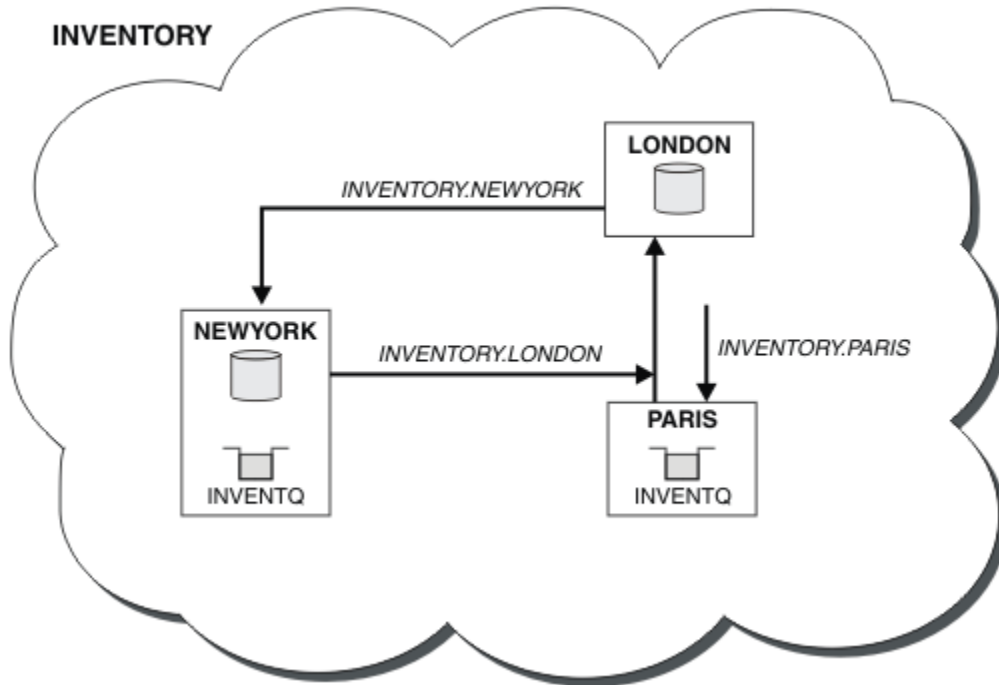 INVENTORY
LONDON
INVENTORY.NEWYORK
NEWYORK
INVENTORY.LONDON
INVENTORY.PARIS
PARIS
INVENTQ
INVENTQ